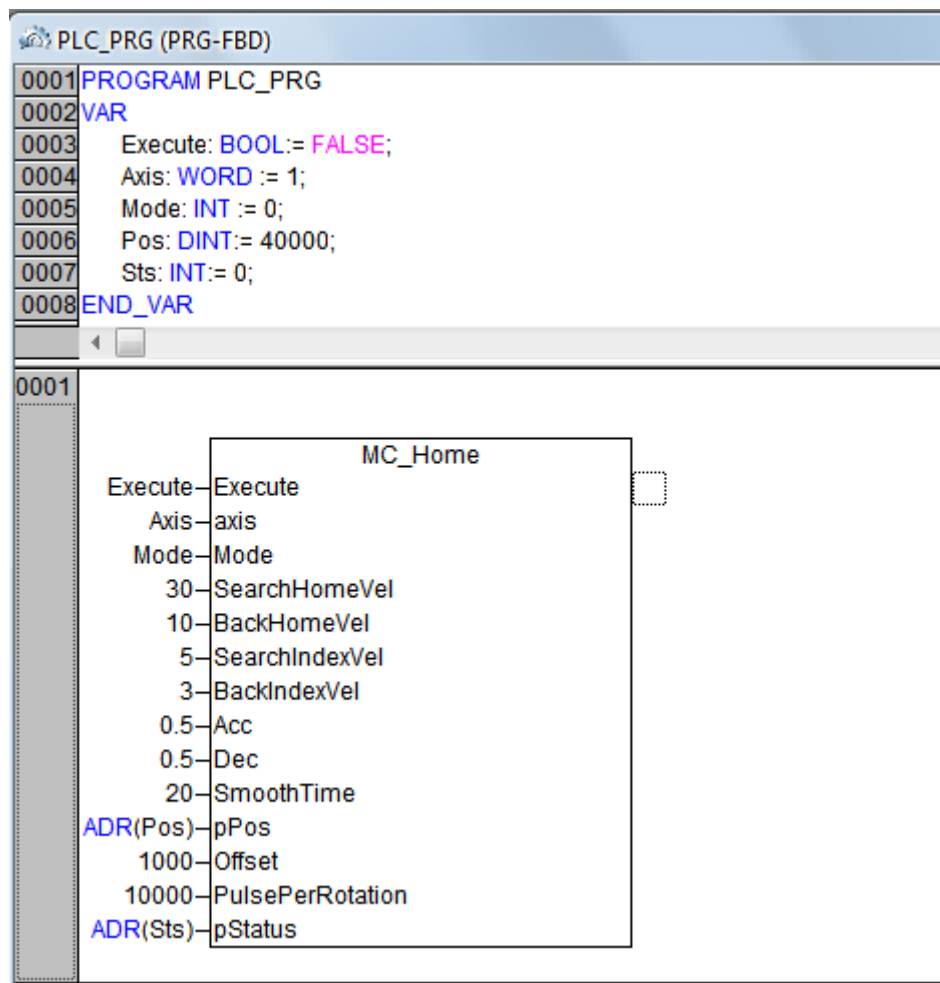 PLC_PRG (PRG-FBD)
0001 PROGRAM PLC_PRG
0002 VAR
0003 Execute: BOOL:= FALSE;
0004 Axis: WORD := 1;
0005 Mode: INT := 0;
0006 Pos: DINT:= 40000;
0007 Sts: INT:= 0;
0008 END_VAR
0001
MC_Home
Execute Execute
Axis axis
Mode Mode
30 SearchHomeVel
10 BackHomeVel
5 SearchIndexVel
3 BackIndexVel
0.5 Acc
0.5 Dec
20 SmoothTime
ADR(Pos) pPos
1000 Offset
10000 PulsePerRotation
ADR(Sts) pStatus